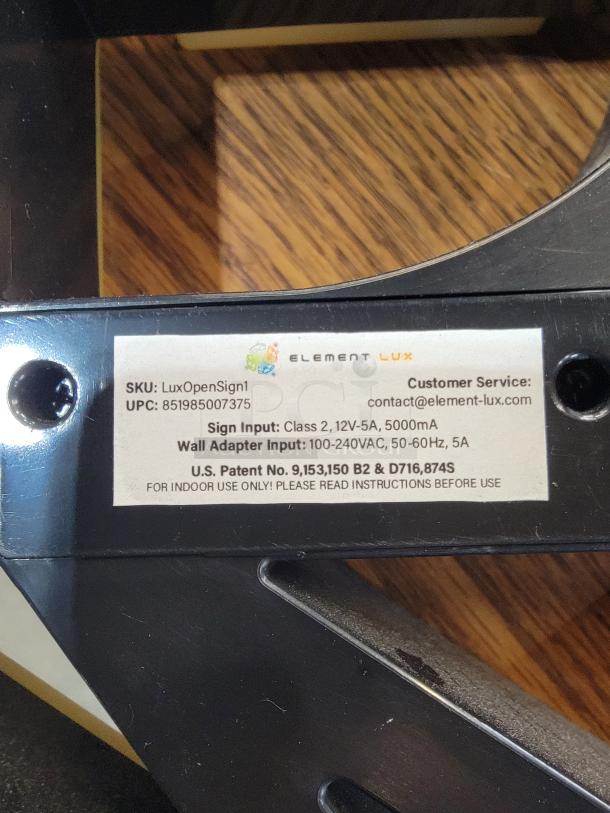 ELEMENT LUX
SKU: LuxOpenSign1
UPC: 851985007375
Customer Service:
contact@element-lux.com
Sign Input: Class 2, 12V-5A, 5000mA
Wall Adapter Input: 100-240VAC, 50-60Hz, 5A
U.S. Patent No. 9,153,150 B2 & D716,874S
FOR INDOOR USE ONLY! PLEASE READ INSTRUCTIONS BEFORE USE